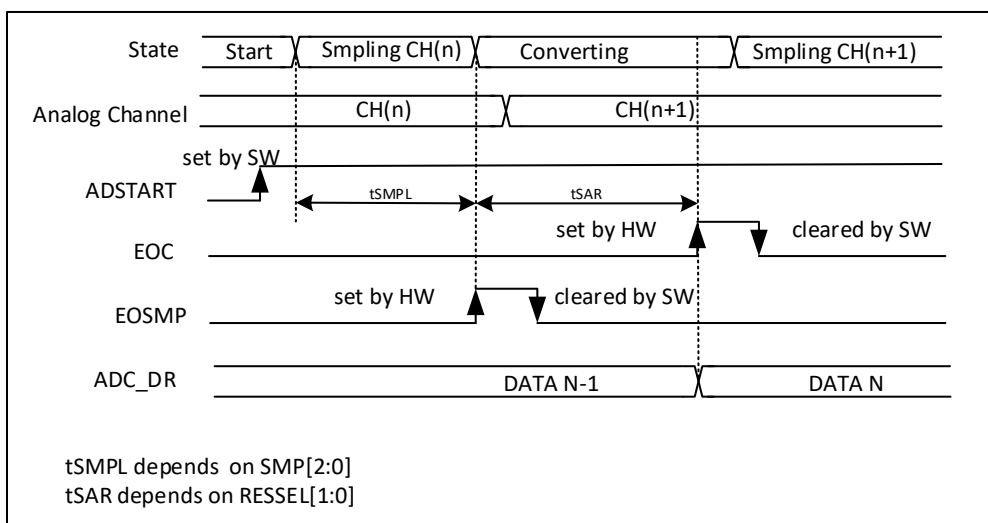 State Start Smpling CH(n) Converting Smpling CH(n+1)
Analog Channel CH(n) CH(n+1)
set by SW
ADSTART
tSMPL tSAR
set by HW cleared by SW
EOC
set by HW cleared by SW
EOSMP
ADC_DR DATA N-1 DATA N
tSMPL depends on SMP[2:0]
tSAR depends on RESSEL[1:0]